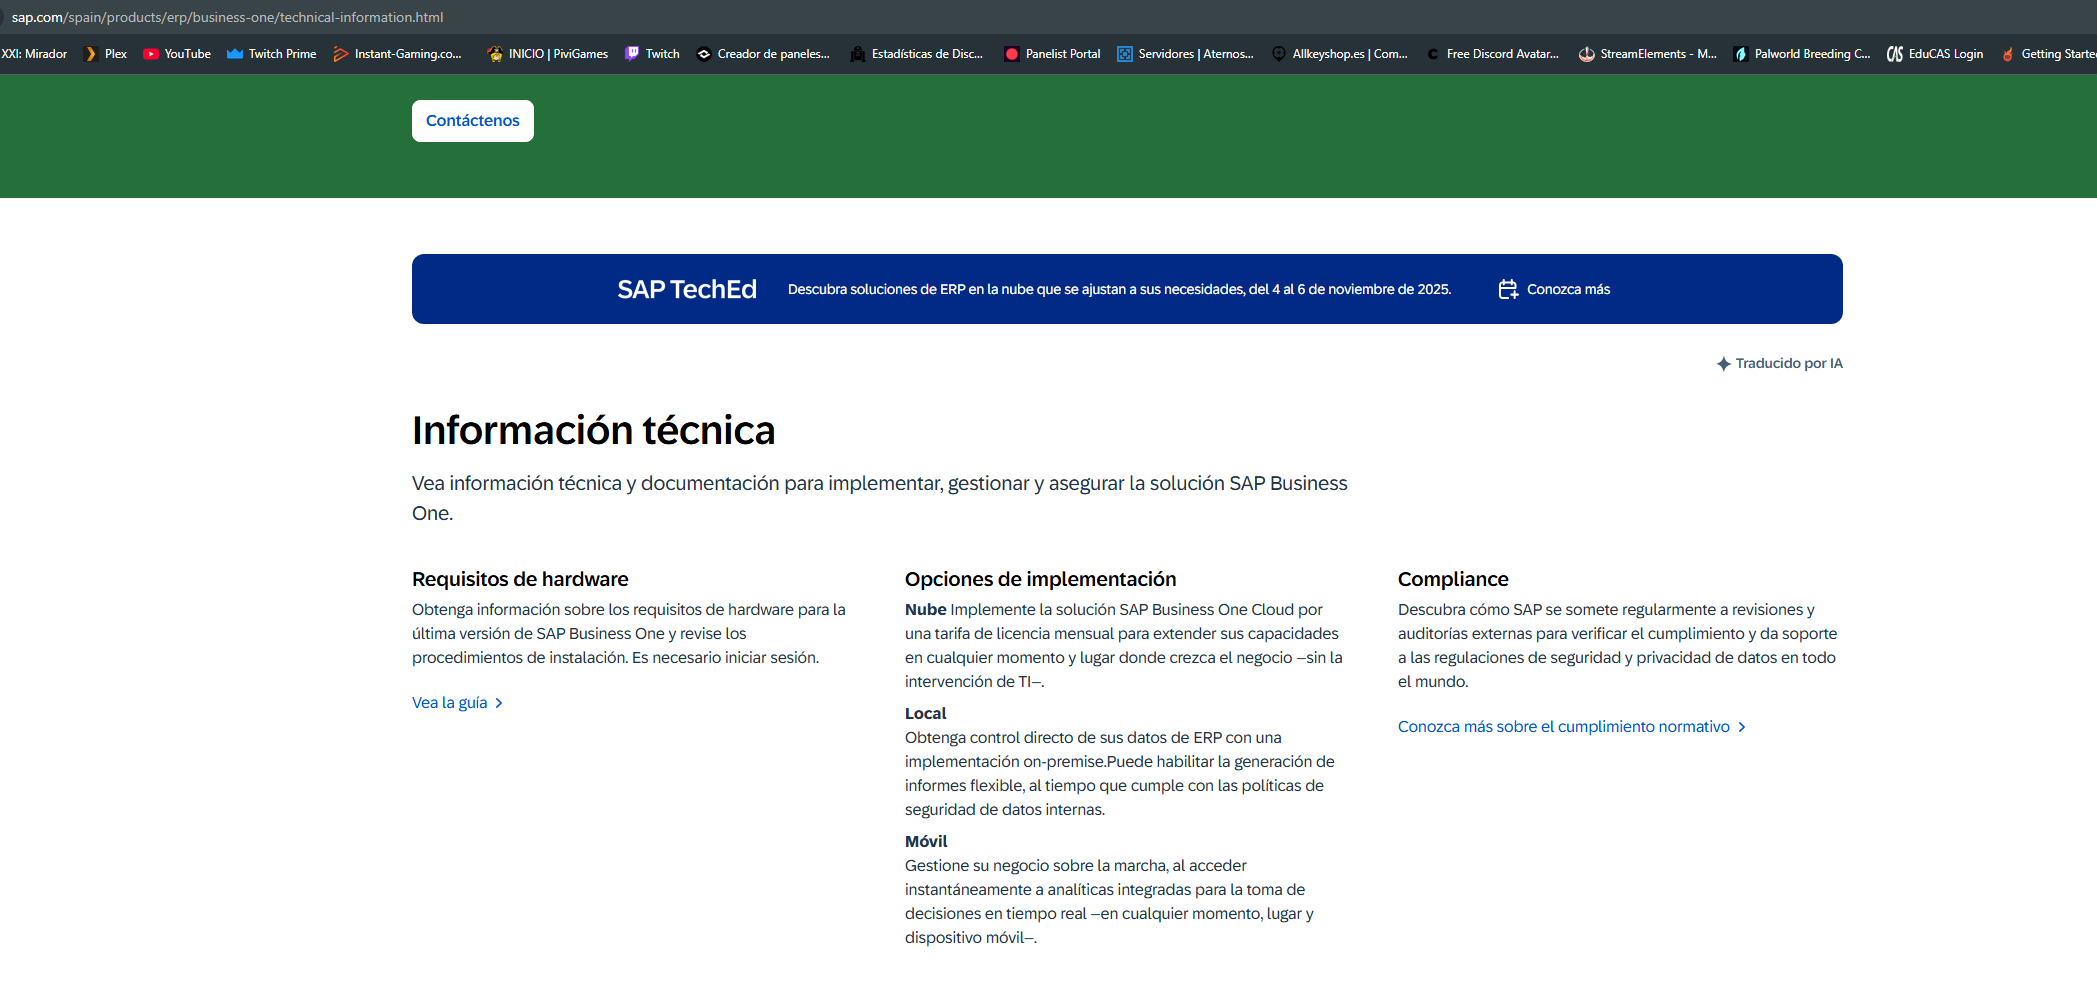 sap.com/spain/products/erp/business-one/technical-information.html
XXI: Mirador Plex YouTube Twitch Prime Instant-Gaming.co... INICIO | PiviGames Twitch Creador de paneles... Estadísticas de Disc... Panelist Portal Servidores | Aternos... Allkeyshop.es | Com... Free Discord Avatar... StreamElements - M... Palworld Breeding C... EduCAS Login Getting Starte
Contáctenos
SAP TechEd Descubra soluciones de ERP en la nube que se ajustan a sus necesidades, del 4 al 6 de noviembre de 2025. Conozca más
Traducido por IA
Información técnica
Vea información técnica y documentación para implementar, gestionar y asegurar la solución SAP Business
One.
Requisitos de hardware
Obtenga información sobre los requisitos de hardware para la
última versión de SAP Business One y revise los
procedimientos de instalación. Es necesario iniciar sesión.
Vea la guía
Opciones de implementación
Nube Implemente la solución SAP Business One Cloud por
una tarifa de licencia mensual para extender sus capacidades
en cualquier momento y lugar donde crezca el negocio –sin la
intervención de TI–.
Local
Obtenga control directo de sus datos de ERP con una
implementación on-premise.Puede habilitar la generación de
informes flexible, al tiempo que cumple con las políticas de
seguridad de datos internas.
Móvil
Gestione su negocio sobre la marcha, al acceder
instantáneamente a analíticas integradas para la toma de
decisiones en tiempo real –en cualquier momento, lugar y
dispositivo móvil–.
Compliance
Descubra cómo SAP se somete regularmente a revisiones y
auditorías externas para verificar el cumplimiento y da soporte
a las regulaciones de seguridad y privacidad de datos en todo
el mundo.
Conozca más sobre el cumplimiento normativo